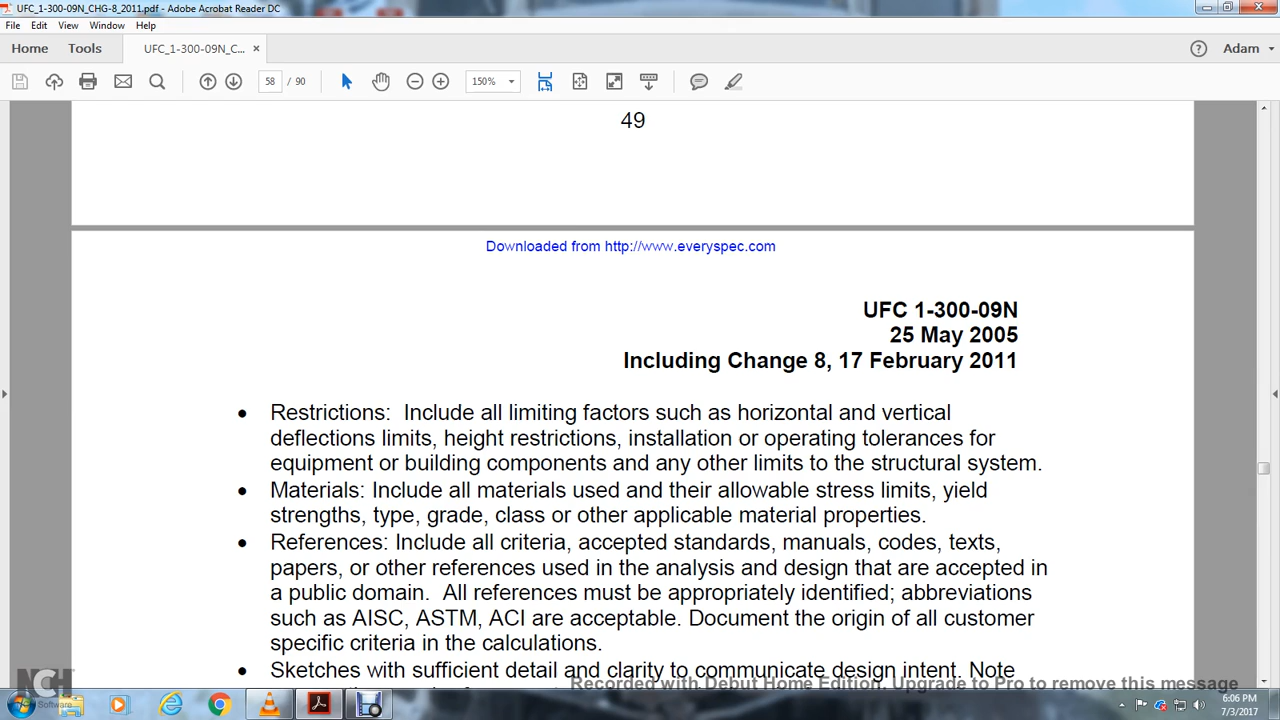 UFC_1-300-09N_CHG-8_2011.pdf - Adobe Acrobat Reader DC
File Edit View Window Help
Home Tools UFC_1-300-09N_C... × Adam
58 / 90 150%
49
Downloaded from http://www.everyspec.com
UFC 1-300-09N
25 May 2005
Including Change 8, 17 February 2011
• Restrictions: Include all limiting factors such as horizontal and vertical
deflections limits, height restrictions, installation or operating tolerances for
equipment or building components and any other limits to the structural system.
• Materials: Include all materials used and their allowable stress limits, yield
strengths, type, grade, class or other applicable material properties.
• References: Include all criteria, accepted standards, manuals, codes, texts,
papers, or other references used in the analysis and design that are accepted in
a public domain. All references must be appropriately identified; abbreviations
such as AISC, ASTM, ACI are acceptable. Document the origin of all customer
specific criteria in the calculations.
• Sketches with sufficient detail and clarity to communicate design intent. Note
Recorded with Debut Home Edition. Upgrade to Pro to remove this message
NCH
Software
6:06 PM
7/3/2017